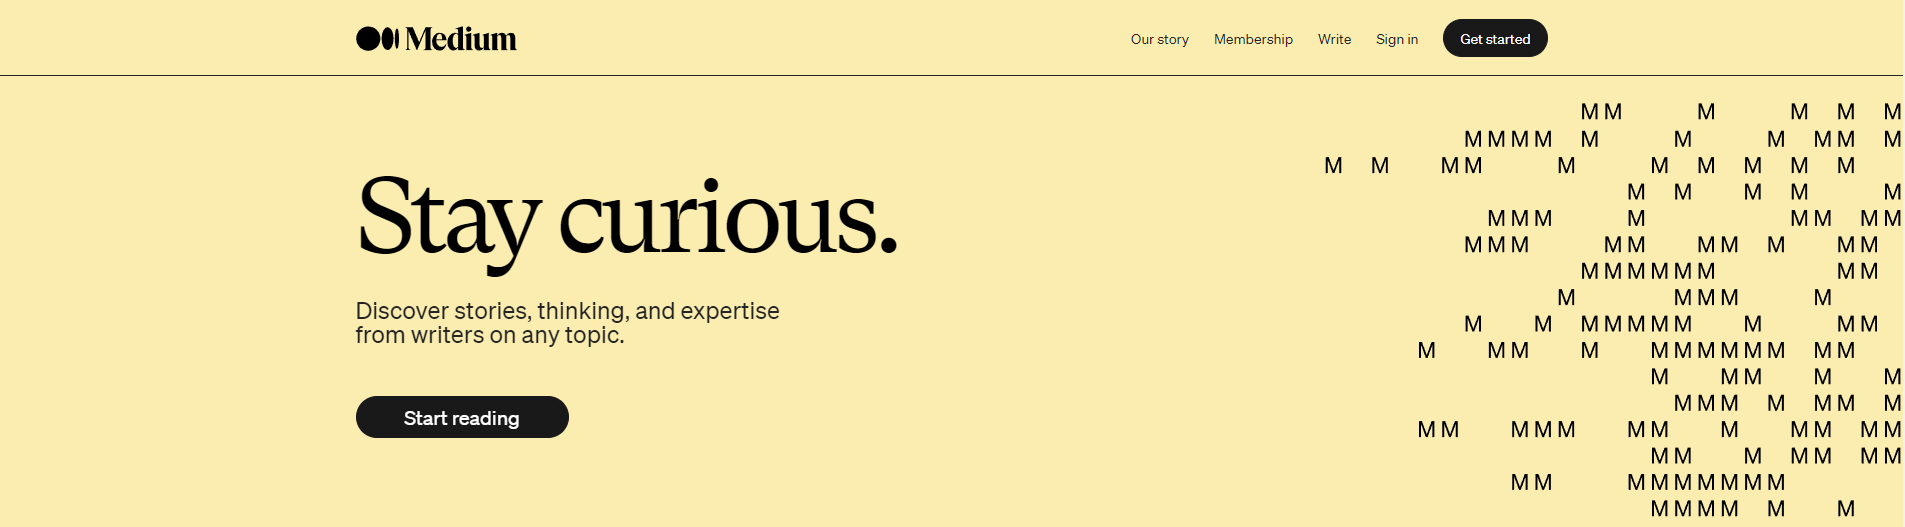 Medium
Our story Membership Write Sign in Get started
Stay curious.
Discover stories, thinking, and expertise
from writers on any topic.
Start reading
M M M M M M
M M M M M M M M M M
M M M M M M M M M M M
M M M M M
M M M M M M M M
M M M M M M M M M M
M M M M M M M M
M M M M M
M M M M M M M M M M
M M M M M M M M M M M M
M M M M M
M M M M M M M
M M M M M M M M M M M M
M M M M M M M
M M M M M M M M M
M M M M M M